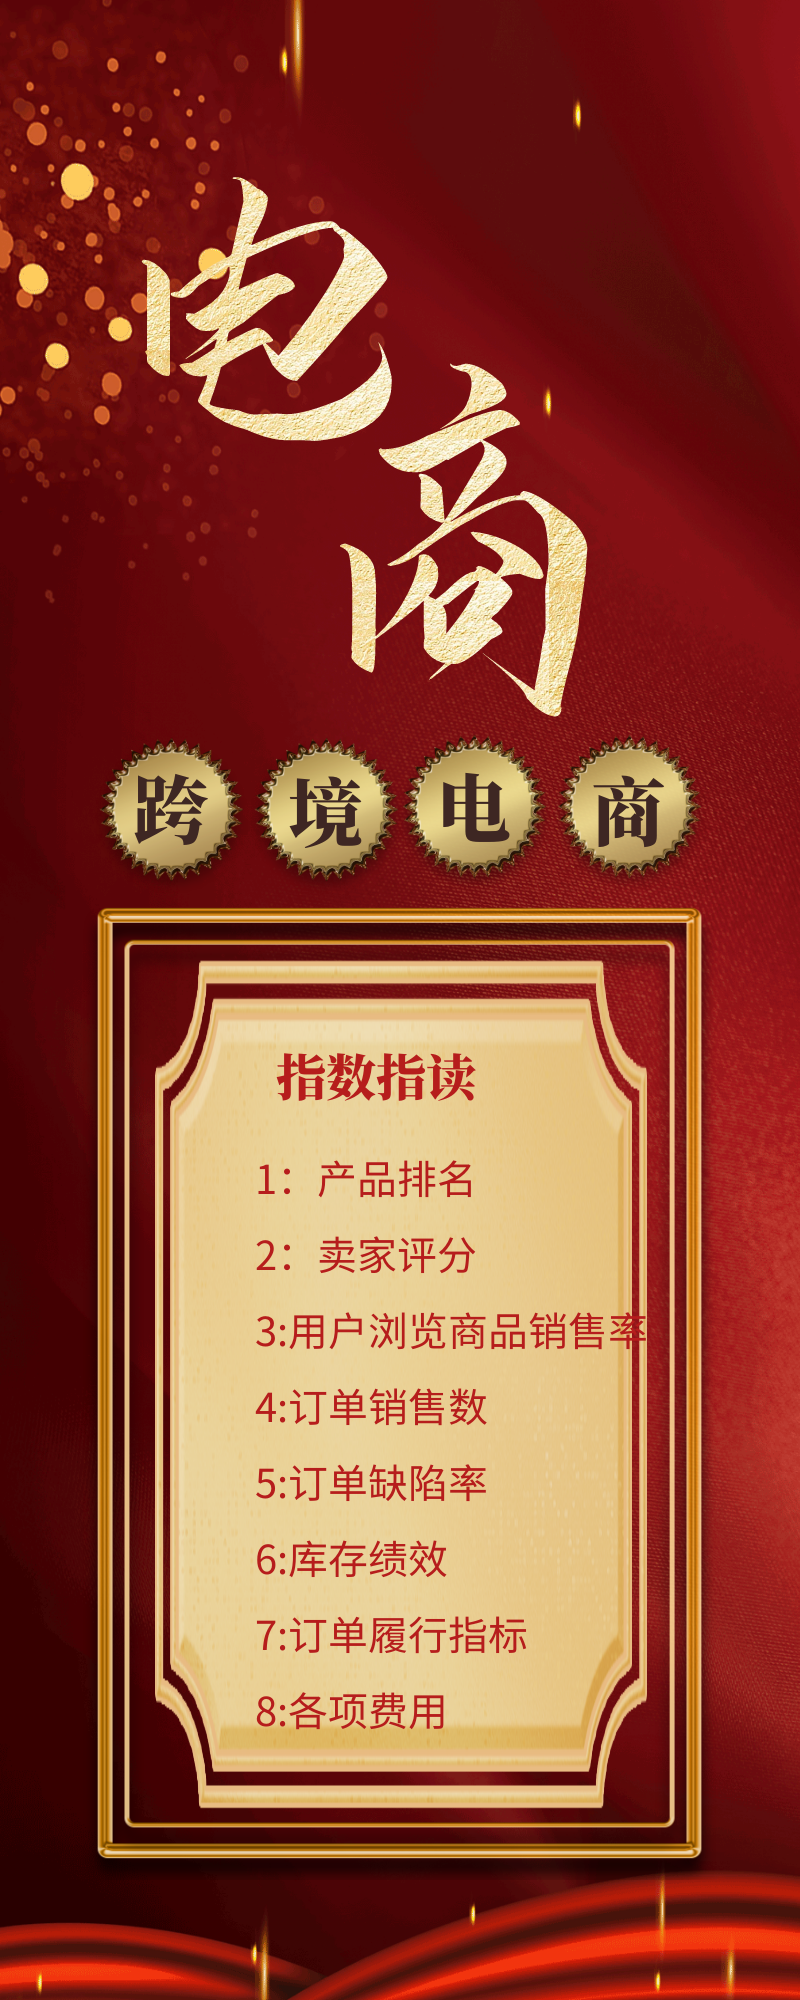 电商
跨境电商
指数指读
1：产品排名
2：卖家评分
3:用户浏览商品销售率
4:订单销售数
5:订单缺陷率
6:库存绩效
7:订单履行指标
8:各项费用